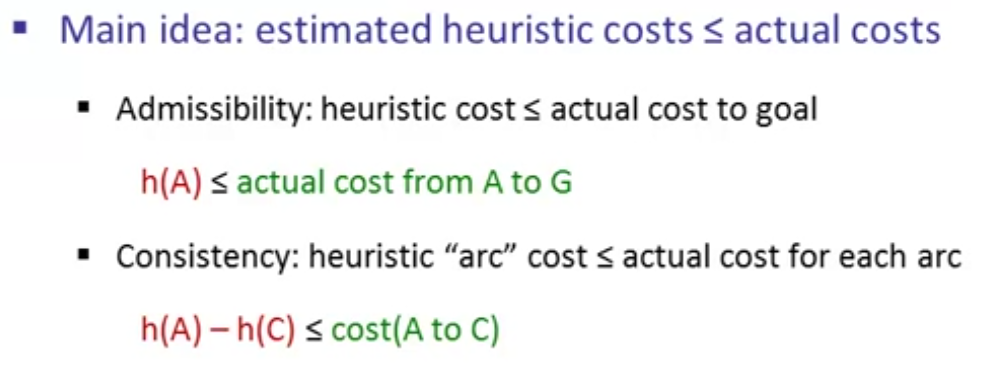 ▪ Main idea: estimated heuristic costs ≤ actual costs
▪ Admissibility: heuristic cost ≤ actual cost to goal
h(A) ≤ actual cost from A to G
▪ Consistency: heuristic “arc” cost ≤ actual cost for each arc
h(A) – h(C) ≤ cost(A to C)